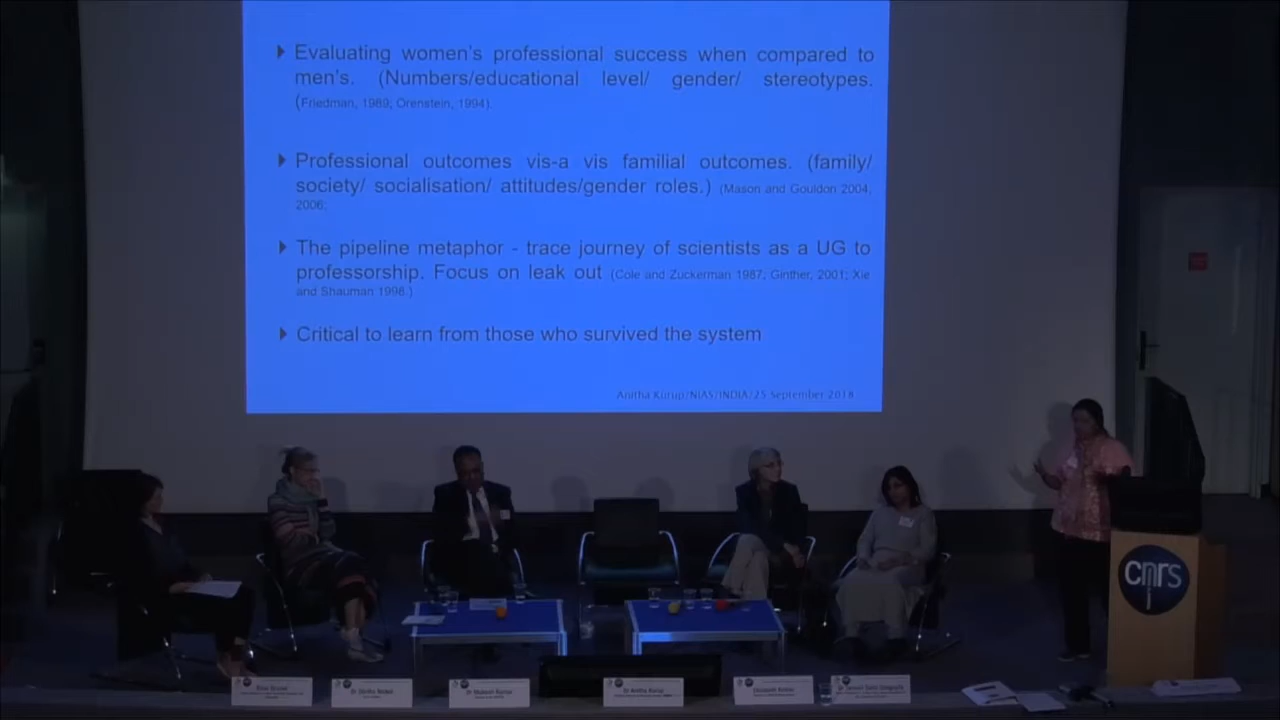 Evaluating women's professional success when compared to
men's. (Numbers/educational level/ gender/ stereotypes.
(Friedman, 1989; Orenstein, 1994).
Professional outcomes vis-a vis familial outcomes. (family/
society/ socialisation/ attitudes/gender roles.) (Mason and Gouldon 2004,
2006;
The pipeline metaphor - trace journey of scientists as a UG to
professorship. Focus on leak out (Cole and Zuckerman 1987; Ginther, 2001; Xie
and Shauman 1998.)
Critical to learn from those who survived the system
Anitha Kurup/NIAS/INDIA/25 September 2018
cnrs
Dr Anitha Kurup